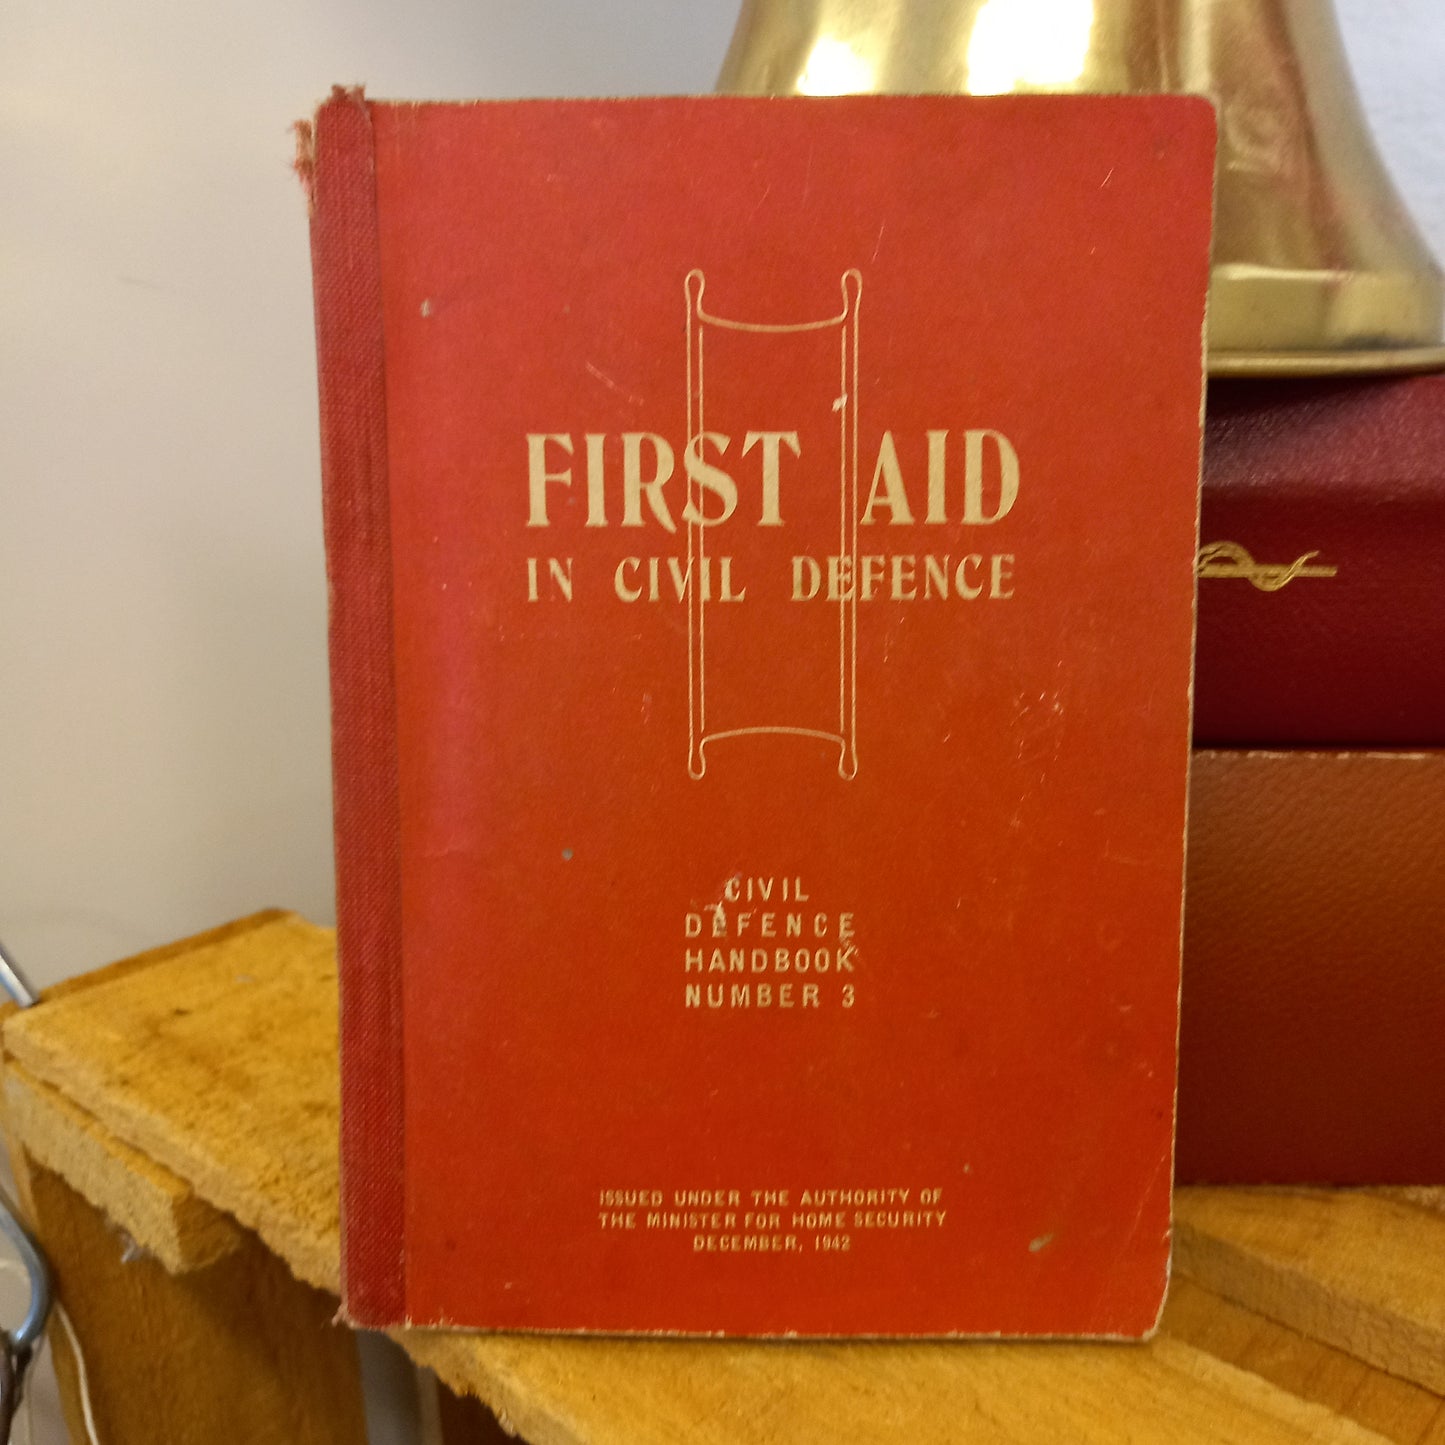 FIRST AID
IN CIVIL DEFENCE
CIVIL
DEFENCE
HANDBOOK
NUMBER 3
ISSUED UNDER THE AUTHORITY OF
THE MINISTER FOR HOME SECURITY
DECEMBER, 1942